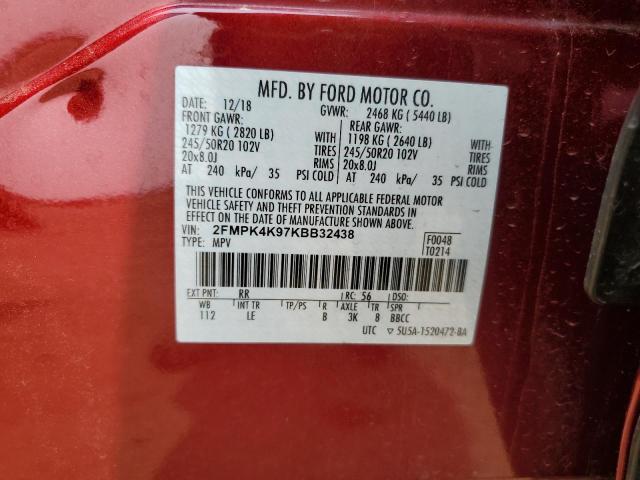 MFD. BY FORD MOTOR CO.
DATE: 12/18 GVWR: 2468 KG ( 5440 LB)
FRONT GAWR: REAR GAWR:
1279 KG ( 2820 LB) WITH 1198 KG ( 2640 LB) WITH
245/50R20 102V TIRES 245/50R20 102V TIRES
20x8.0J RIMS 20x8.0J RIMS
AT 240 kPa/ 35 PSI COLD AT 240 kPa/ 35 PSI COLD
THIS VEHICLE CONFORMS TO ALL APPLICABLE FEDERAL MOTOR
VEHICLE SAFETY AND THEFT PREVENTION STANDARDS IN
EFFECT ON THE DATE OF MANUFACTURE SHOWN ABOVE.
VIN: 2FMPK4K97KBB32438 F0048
TYPE: MPV T0214
EXT PNT: RR RC: 56 DSO:
WB INT TR TP/PS R AXLE TR SPR
112 LE B 3K B BBCC
UTC 5U5A-1520472-BA